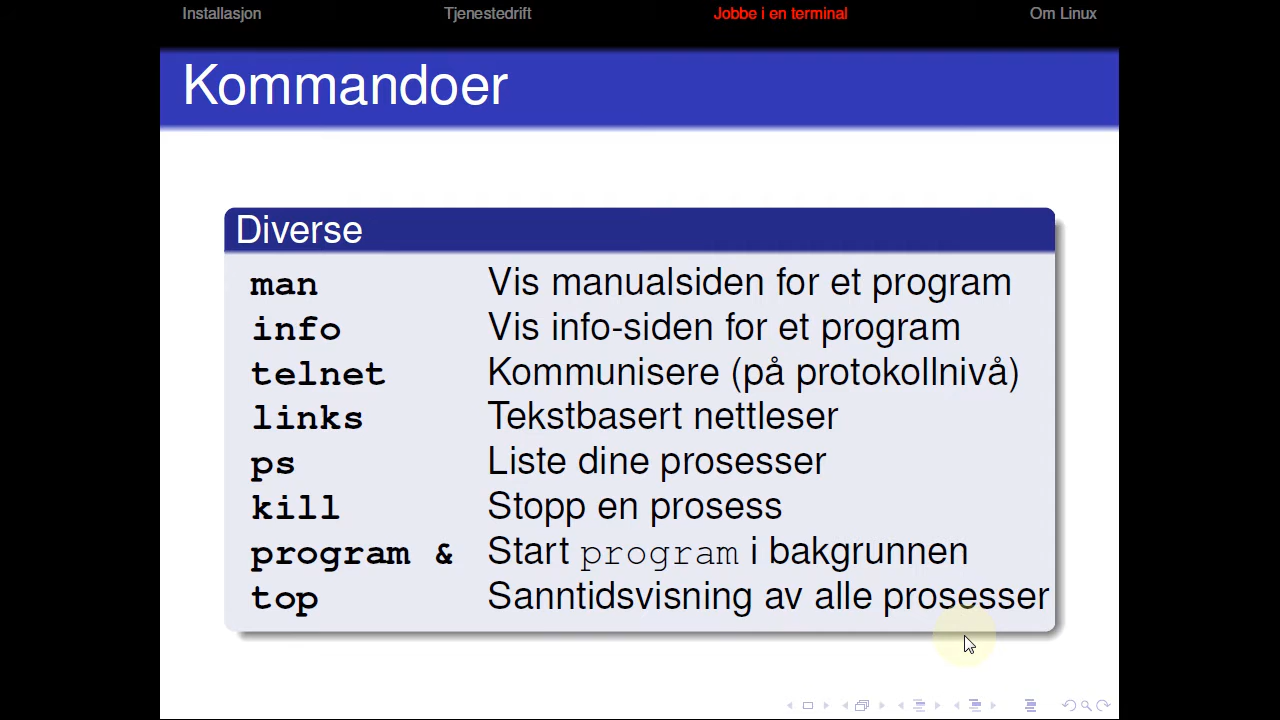 Installasjon Tjenestedrift Jobbe i en terminal Om Linux
Kommandoer
Diverse
man Vis manualsiden for et program
info Vis info-siden for et program
telnet Kommunisere (på protokollnivå)
links Tekstbasert nettleser
ps Liste dine prosesser
kill Stopp en prosess
program & Start program i bakgrunnen
top Sanntidsvisning av alle prosesser